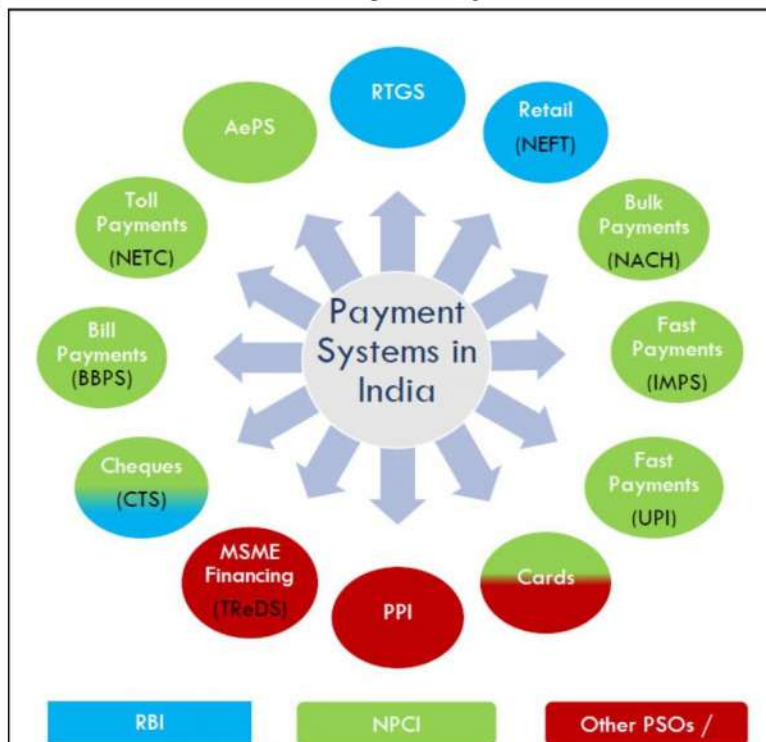 RTGS
Retail
(NEFT)
Bulk
Payments
(NACH)
Fast
Payments
(IMPS)
Fast
Payments
(UPI)
Cards
PPI
MSME
Financing
(TReDS)
Cheques
(CTS)
Bill
Payments
(BBPS)
Toll
Payments
(NETC)
AePS
Payment
Systems in
India
RBI
NPCI
Other PSOs /